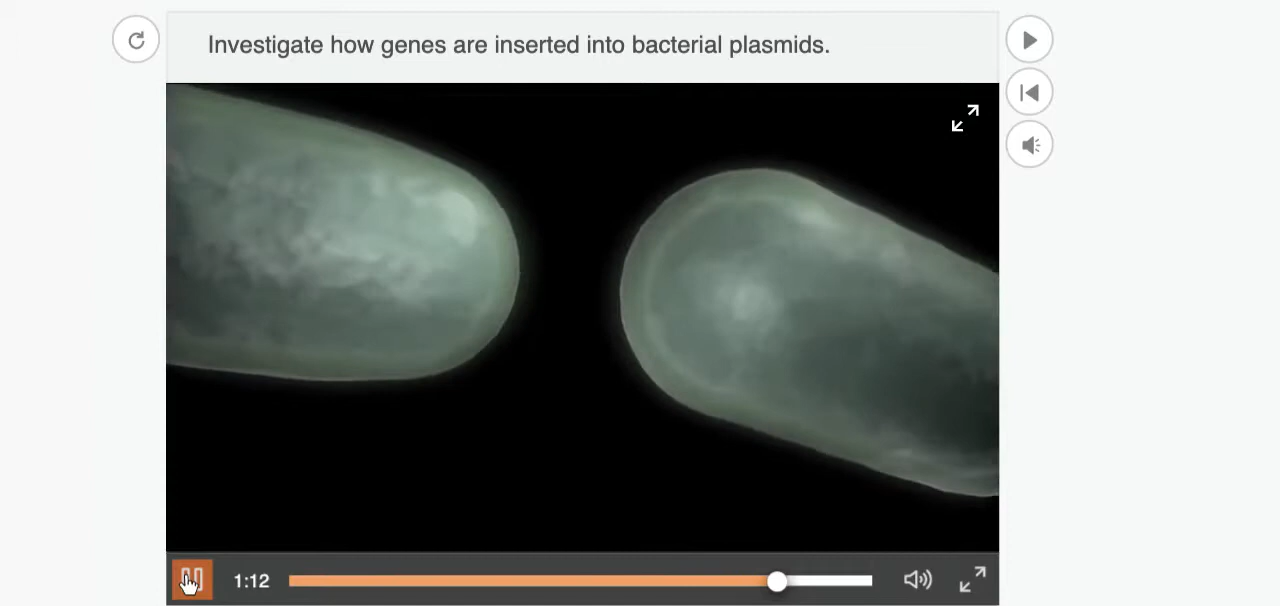 Investigate how genes are inserted into bacterial plasmids.
1:12